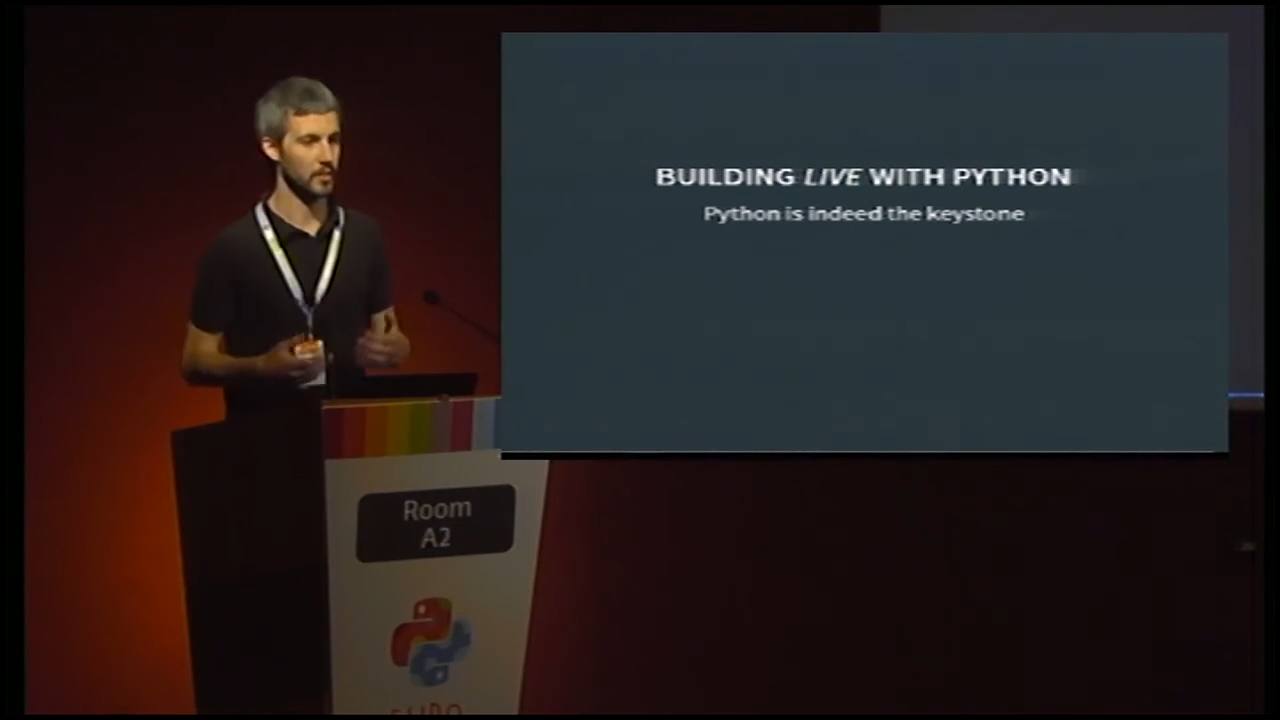 BUILDING LIVE WITH PYTHON
Python is indeed the keystone
Room
A2